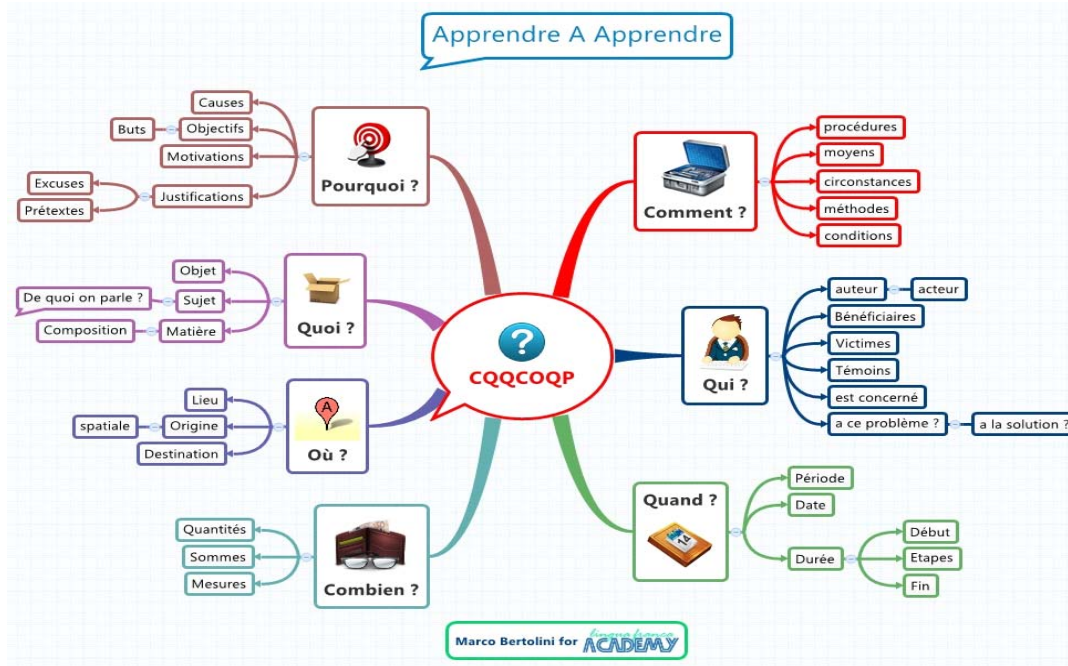 Apprendre A Apprendre
CQQCOQP
Comment ?
procédures
moyens
circonstances
méthodes
conditions
Qui ?
auteur
acteur
Bénéficiaires
Victimes
Témoins
est concerné
a ce problème ?
a la solution ?
Quand ?
14
Période
Date
Durée
Début
Etapes
Fin
Combien ?
Quantités
Sommes
Mesures
Où ?
A
Lieu
Origine
spatiale
Destination
Quoi ?
Objet
Sujet
De quoi on parle ?
Matière
Composition
Pourquoi ?
Causes
Objectifs
Buts
Motivations
Justifications
Excuses
Prétextes
Marco Bertolini for lingua franca ACADEMY